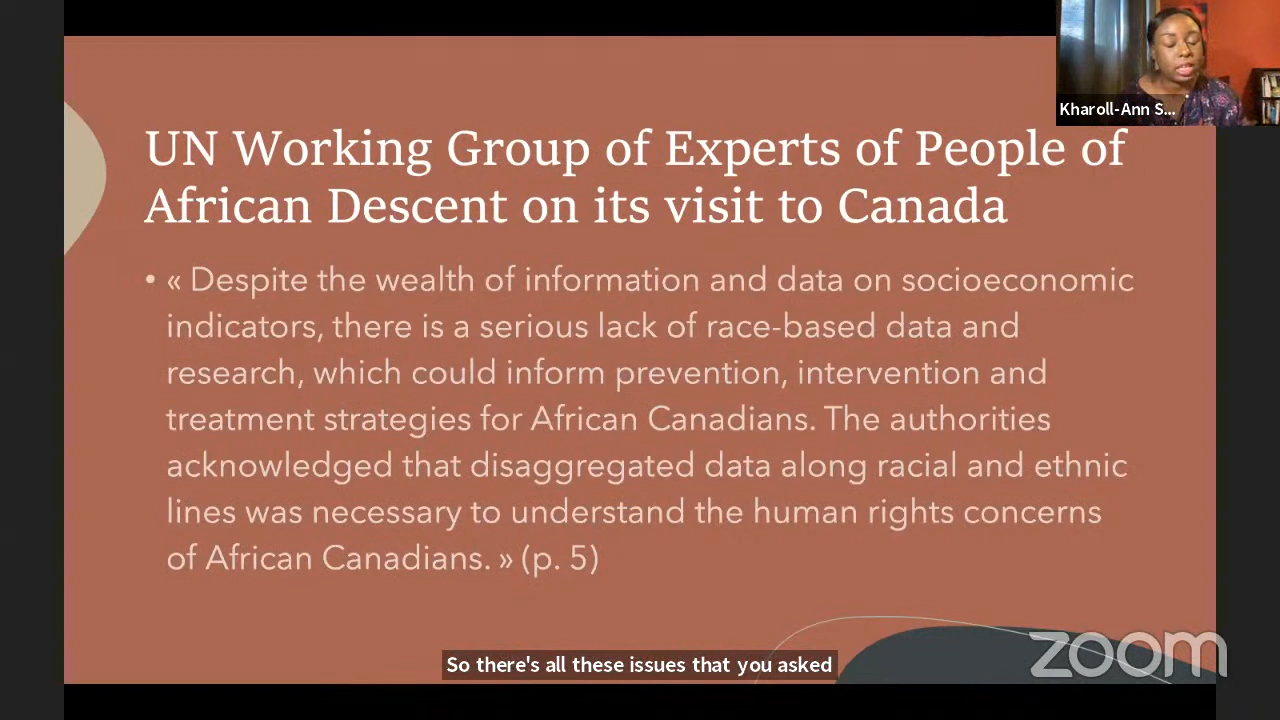 Kharoll-Ann S...
UN Working Group of Experts of People of
African Descent on its visit to Canada
• « Despite the wealth of information and data on socioeconomic
indicators, there is a serious lack of race-based data and
research, which could inform prevention, intervention and
treatment strategies for African Canadians. The authorities
acknowledged that disaggregated data along racial and ethnic
lines was necessary to understand the human rights concerns
of African Canadians. » (p. 5)
zoom
So there's all these issues that you asked